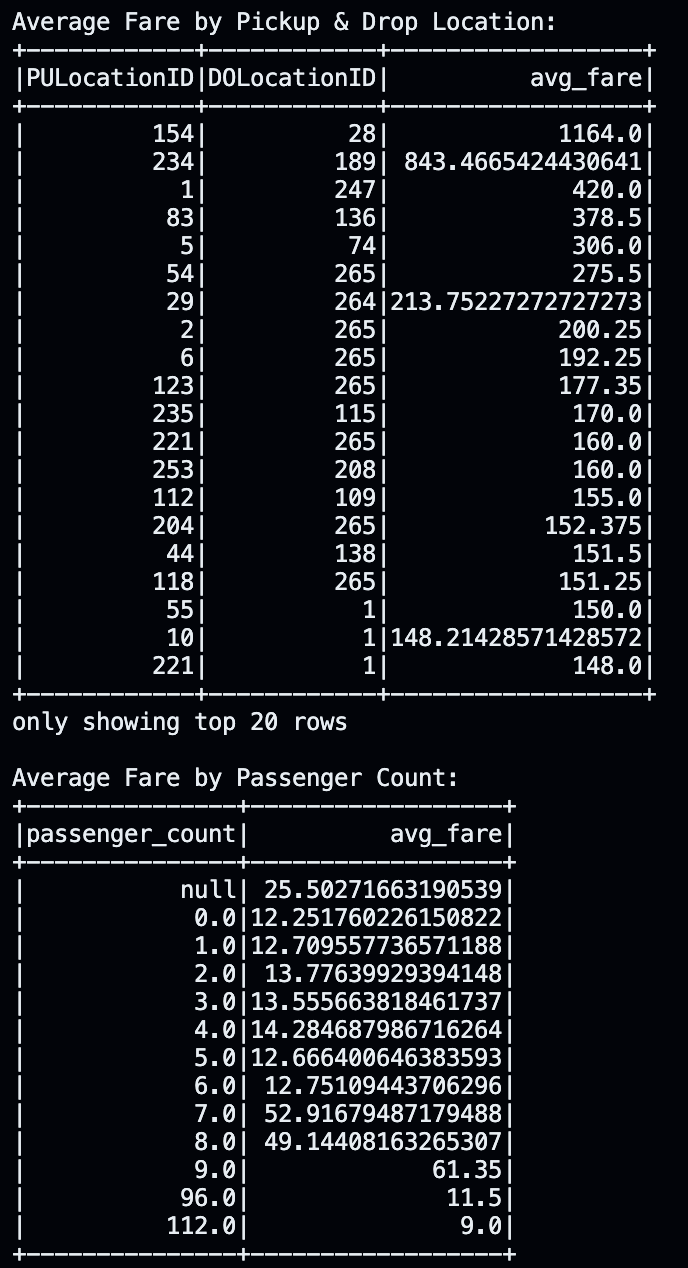 Average Fare by Pickup & Drop Location:
+------------+------------+------------------+
|PULocationID|DOLocationID|          avg_fare|
+------------+------------+------------------+
|         154|          28|            1164.0|
|         234|         189| 843.4665424430641|
|           1|         247|             420.0|
|          83|         136|             378.5|
|           5|          74|             306.0|
|          54|         265|             275.5|
|          29|         264|213.75227272727273|
|           2|         265|            200.25|
|           6|         265|            192.25|
|         123|         265|            177.35|
|         235|         115|             170.0|
|         221|         265|             160.0|
|         253|         208|             160.0|
|         112|         109|             155.0|
|         204|         265|           152.375|
|          44|         138|             151.5|
|         118|         265|            151.25|
|          55|           1|             150.0|
|          10|           1|148.21428571428572|
|         221|           1|             148.0|
+------------+------------+------------------+
only showing top 20 rows
Average Fare by Passenger Count:
+---------------+------------------+
|passenger_count|          avg_fare|
+---------------+------------------+
|           null| 25.50271663190539|
|            0.0|12.251760226150822|
|            1.0|12.709557736571188|
|            2.0| 13.77639929394148|
|            3.0|13.555663818461737|
|            4.0|14.284687986716264|
|            5.0|12.666400646383593|
|            6.0| 12.75109443706296|
|            7.0| 52.91679487179488|
|            8.0| 49.14408163265307|
|            9.0|             61.35|
|           96.0|              11.5|
|          112.0|               9.0|
+---------------+------------------+